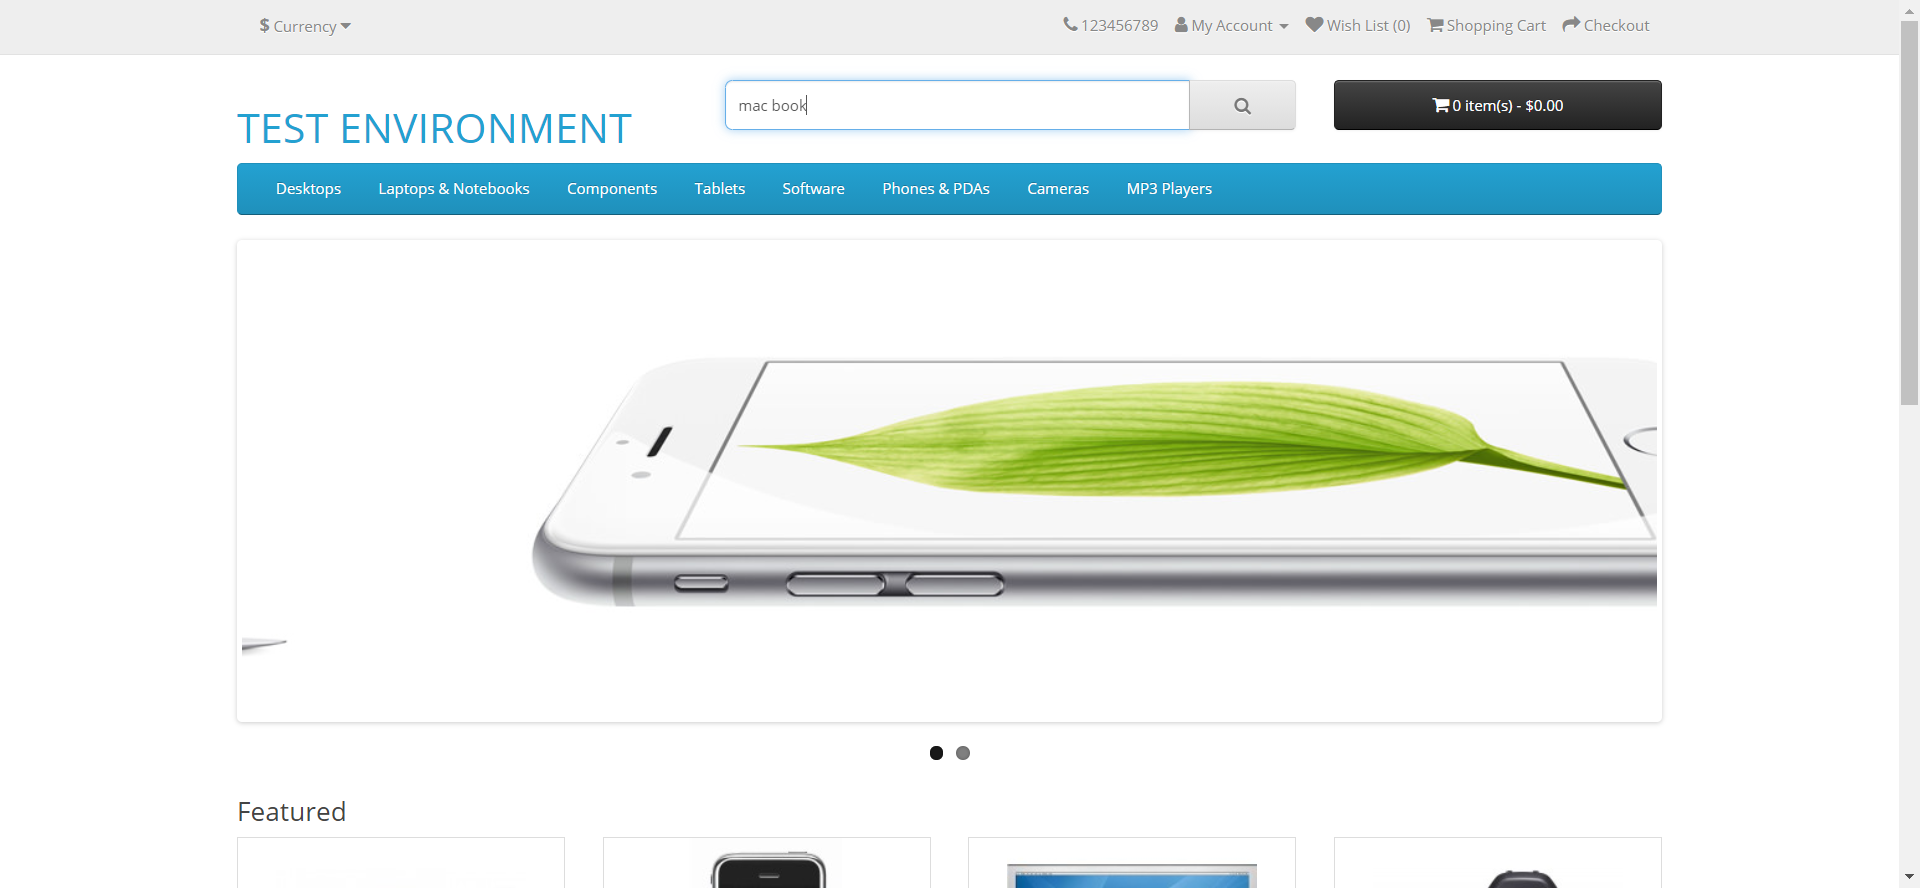 $ Currency
123456789 My Account Wish List (0) Shopping Cart Checkout
TEST ENVIRONMENT
mac book
0 item(s) - $0.00
Desktops Laptops & Notebooks Components Tablets Software Phones & PDAs Cameras MP3 Players
Featured